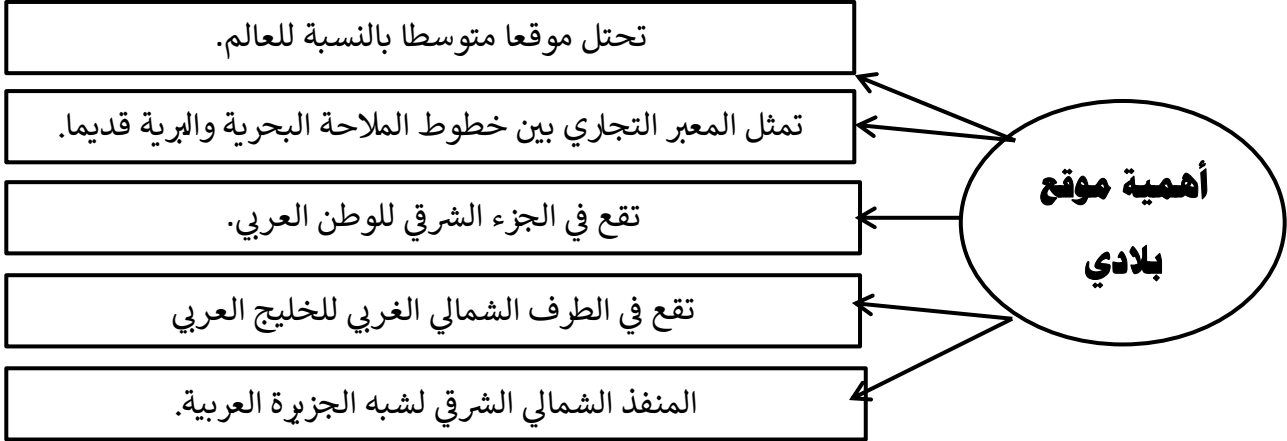 أهمية موقع
بلادي
تحتل موقعا متوسطا بالنسبة للعالم.
تمثل المعبر التجاري بين خطوط الملاحة البحرية والبرية قديما.
تقع في الجزء الشرقي للوطن العربي.
تقع في الطرف الشمالي الغربي للخليج العربي
المنفذ الشمالي الشرقي لشبه الجزيرة العربية.